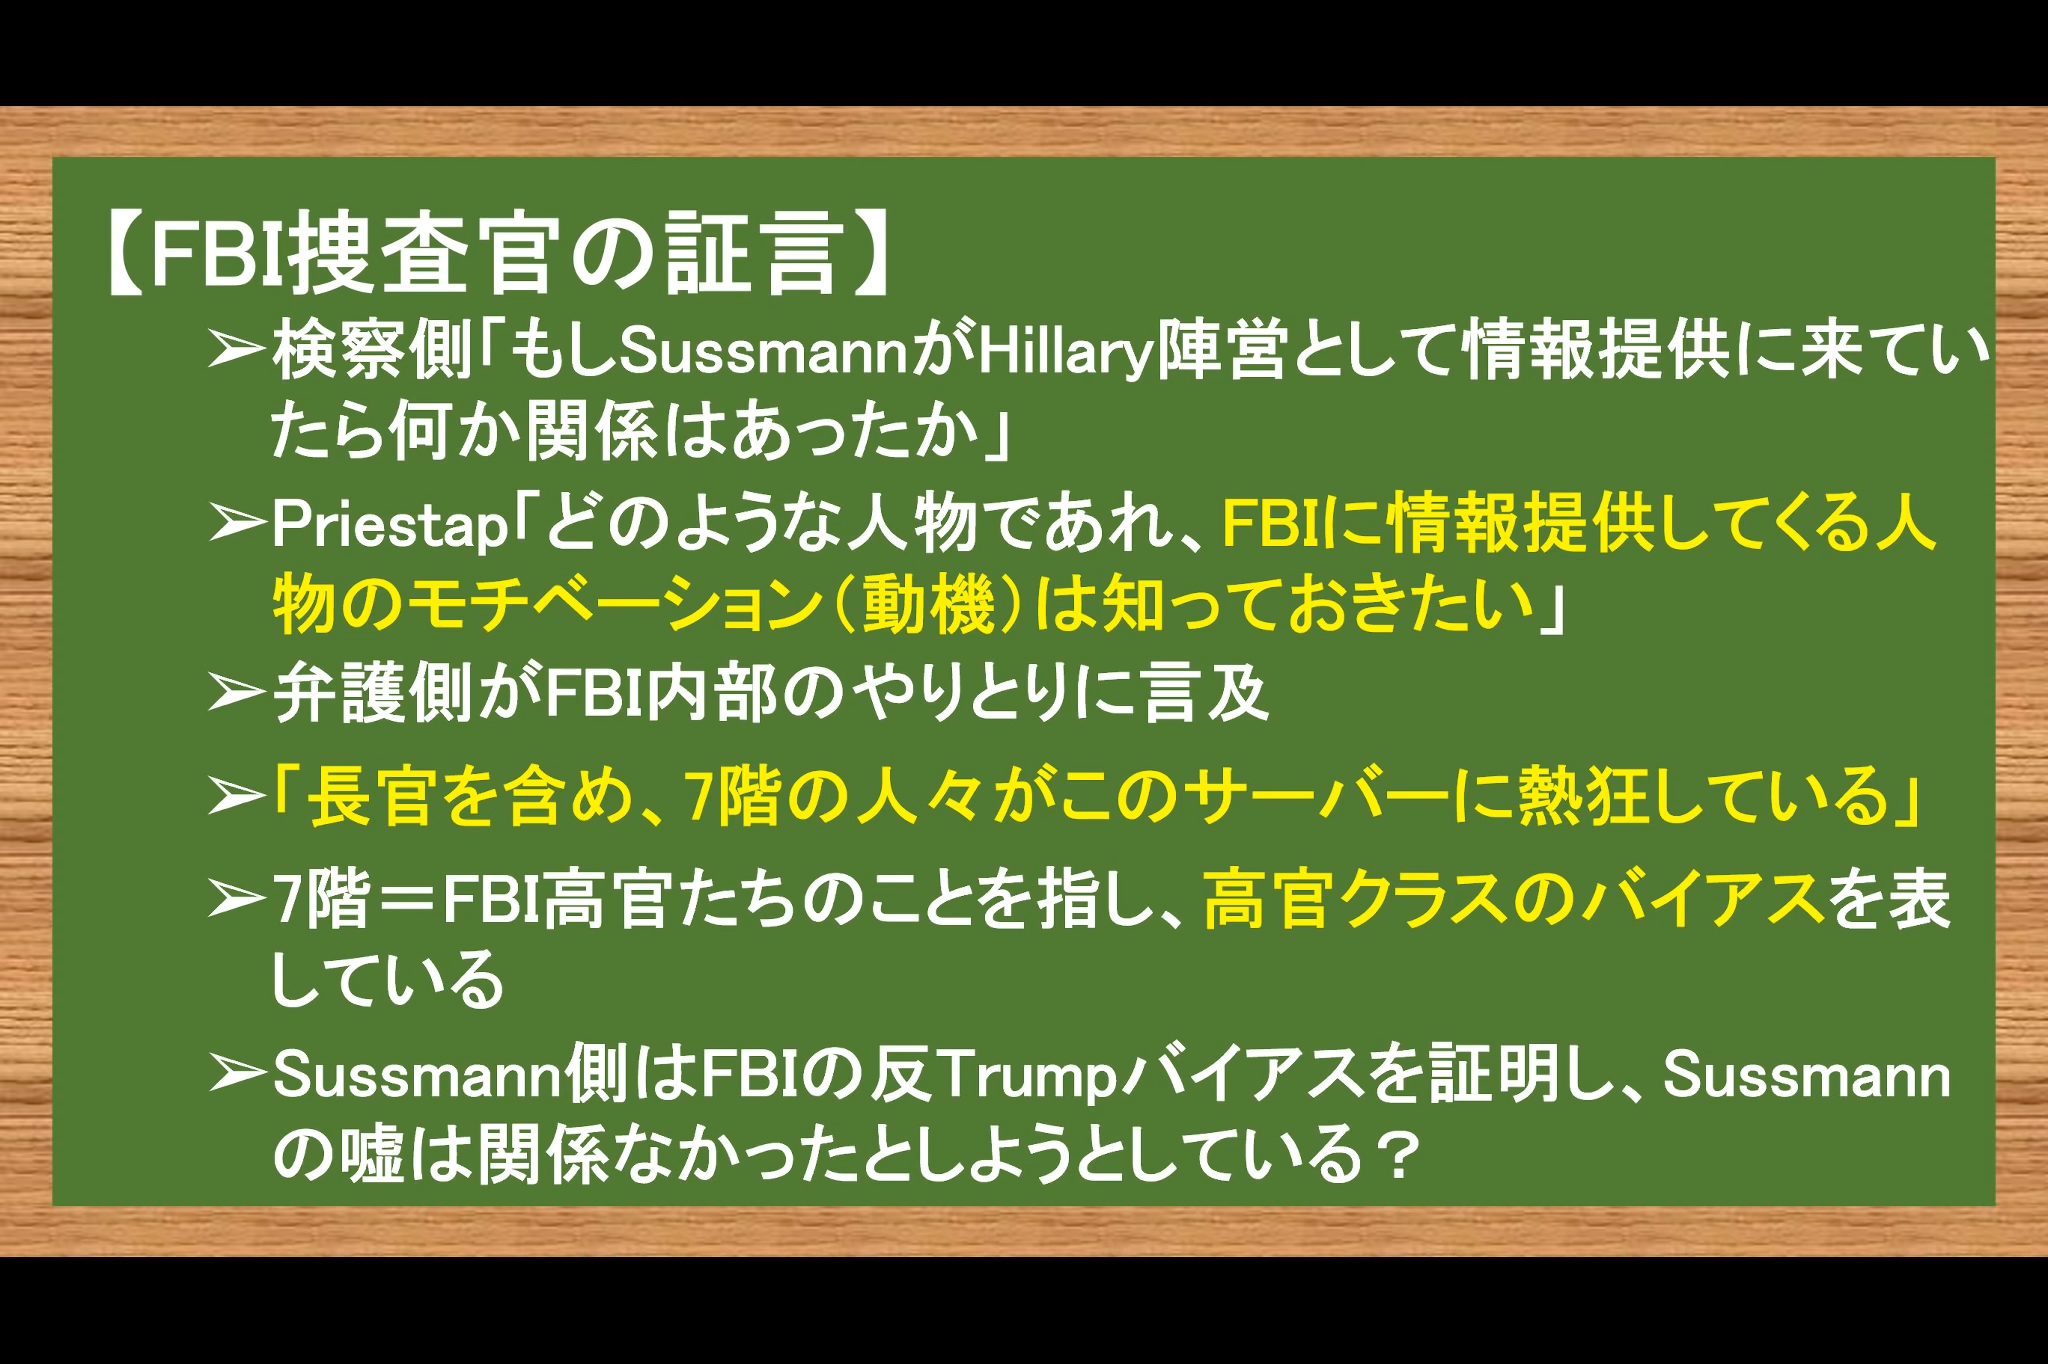 【FBI捜査官の証言】
➢検察側「もしSussmannがHillary陣営として情報提供に来てい
たら何か関係はあったか」
➢Priestap「どのような人物であれ、FBIに情報提供してくる人
物のモチベーション（動機）は知っておきたい」
➢弁護側がFBI内部のやりとりに言及
➢「長官を含め、7階の人々がこのサーバーに熱狂している」
➢7階＝FBI高官たちのことを指し、高官クラスのバイアスを表
している
➢Sussmann側はFBIの反Trumpバイアスを証明し、Sussmann
の嘘は関係なかったとしようとしている？